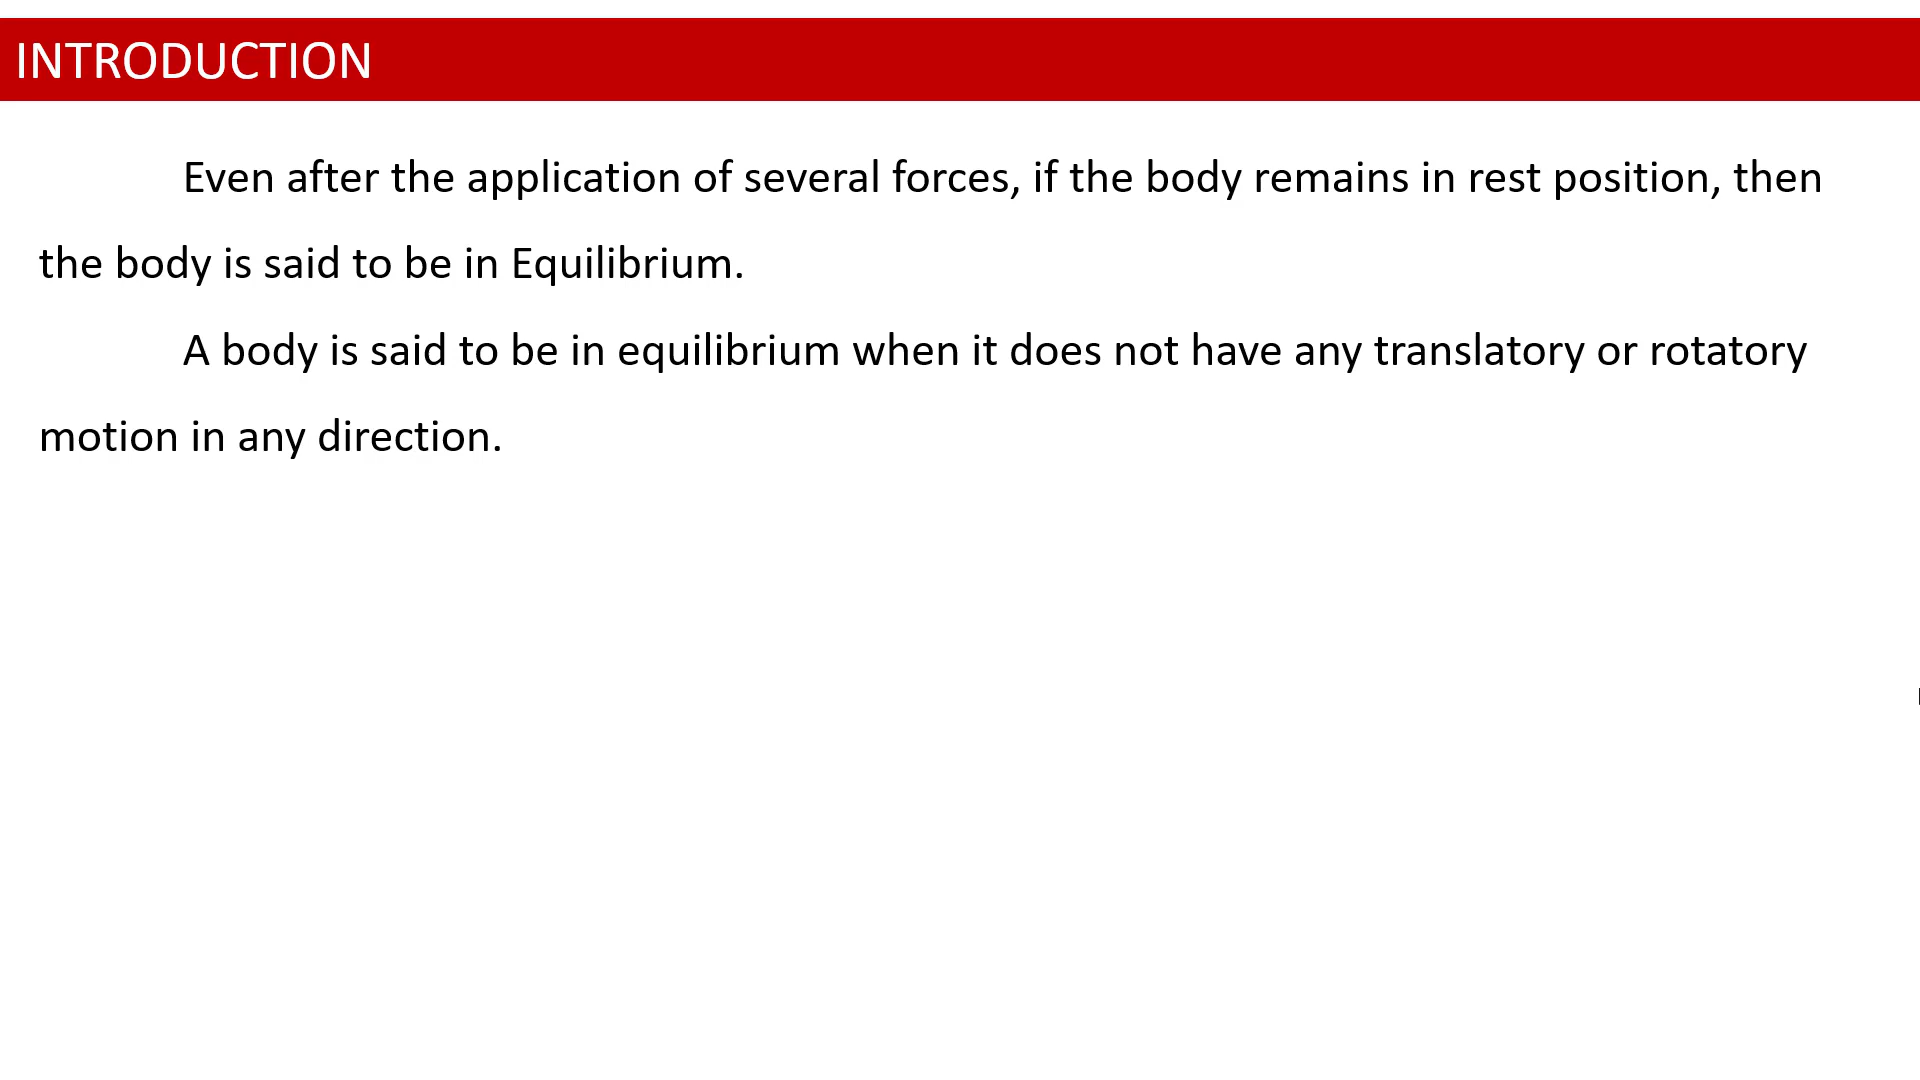 INTRODUCTION
Even after the application of several forces, if the body remains in rest position, then
the body is said to be in Equilibrium.
A body is said to be in equilibrium when it does not have any translatory or rotatory
motion in any direction.